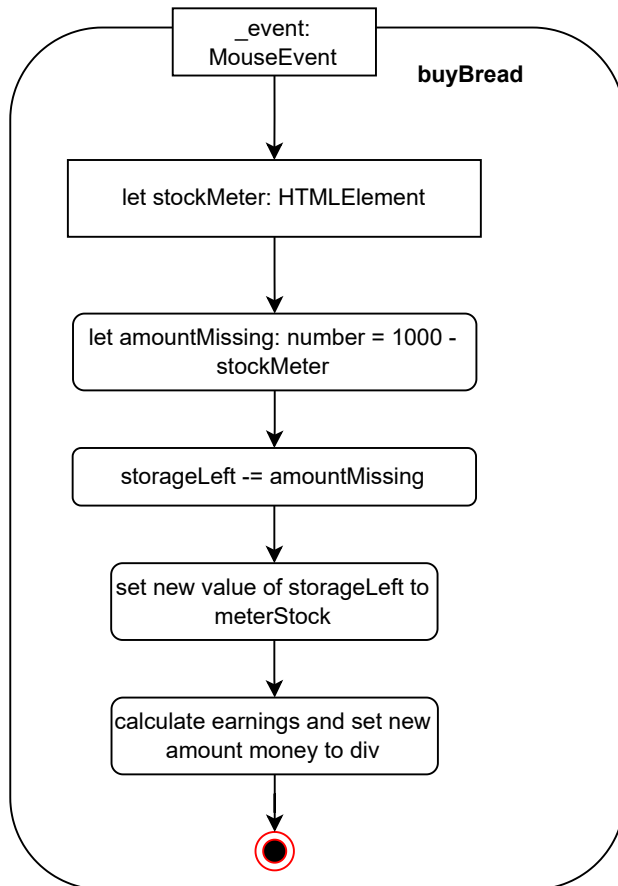 _event:
MouseEvent
buyBread
let stockMeter: HTMLElement
let amountMissing: number = 1000 -
stockMeter
storageLeft -= amountMissing
set new value of storageLeft to
meterStock
calculate earnings and set new
amount money to div